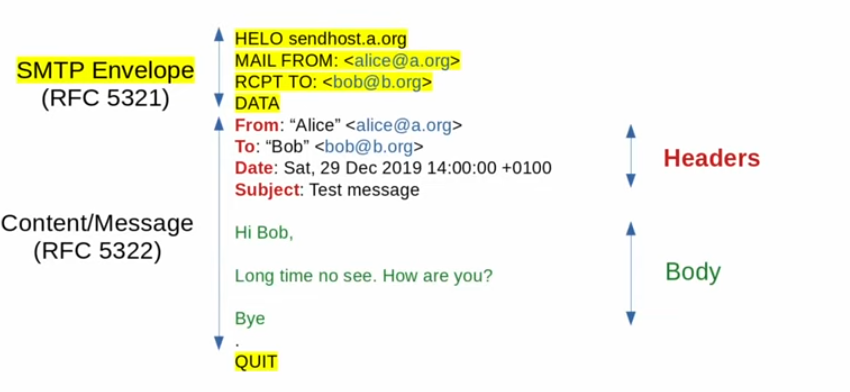 SMTP Envelope
(RFC 5321)
HELO sendhost.a.org
MAIL FROM: <alice@a.org>
RCPT TO: <bob@b.org>
DATA
From: “Alice” <alice@a.org>
To: “Bob” <bob@b.org>
Date: Sat, 29 Dec 2019 14:00:00 +0100
Subject: Test message
Headers
Content/Message
(RFC 5322)
Hi Bob,
Long time no see. How are you?
Bye
.
Body
QUIT